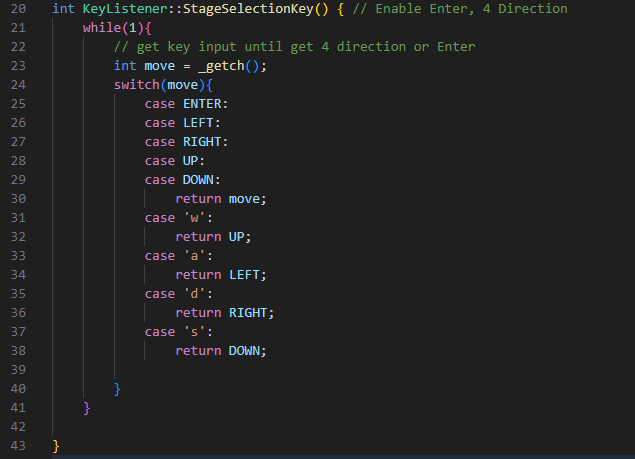 20 int KeyListener::StageSelectionKey() { // Enable Enter, 4 Direction
21 while(1){
22 // get key input until get 4 direction or Enter
23 int move = _getch();
24 switch(move){
25 case ENTER:
26 case LEFT:
27 case RIGHT:
28 case UP:
29 case DOWN:
30 return move;
31 case 'w':
32 return UP;
33 case 'a':
34 return LEFT;
35 case 'd':
36 return RIGHT;
37 case 's':
38 return DOWN;
39
40 }
41 }
42
43 }